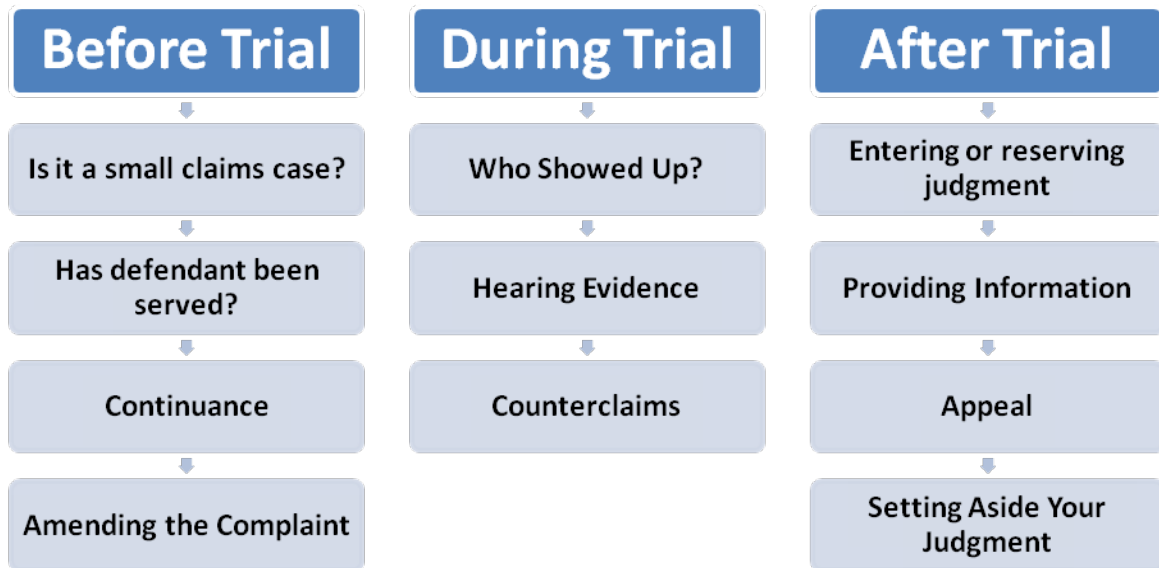 Before Trial
Is it a small claims case?
Has defendant been
served?
Continuance
Amending the Complaint
During Trial
Who Showed Up?
Hearing Evidence
Counterclaims
After Trial
Entering or reserving
judgment
Providing Information
Appeal
Setting Aside Your
Judgment